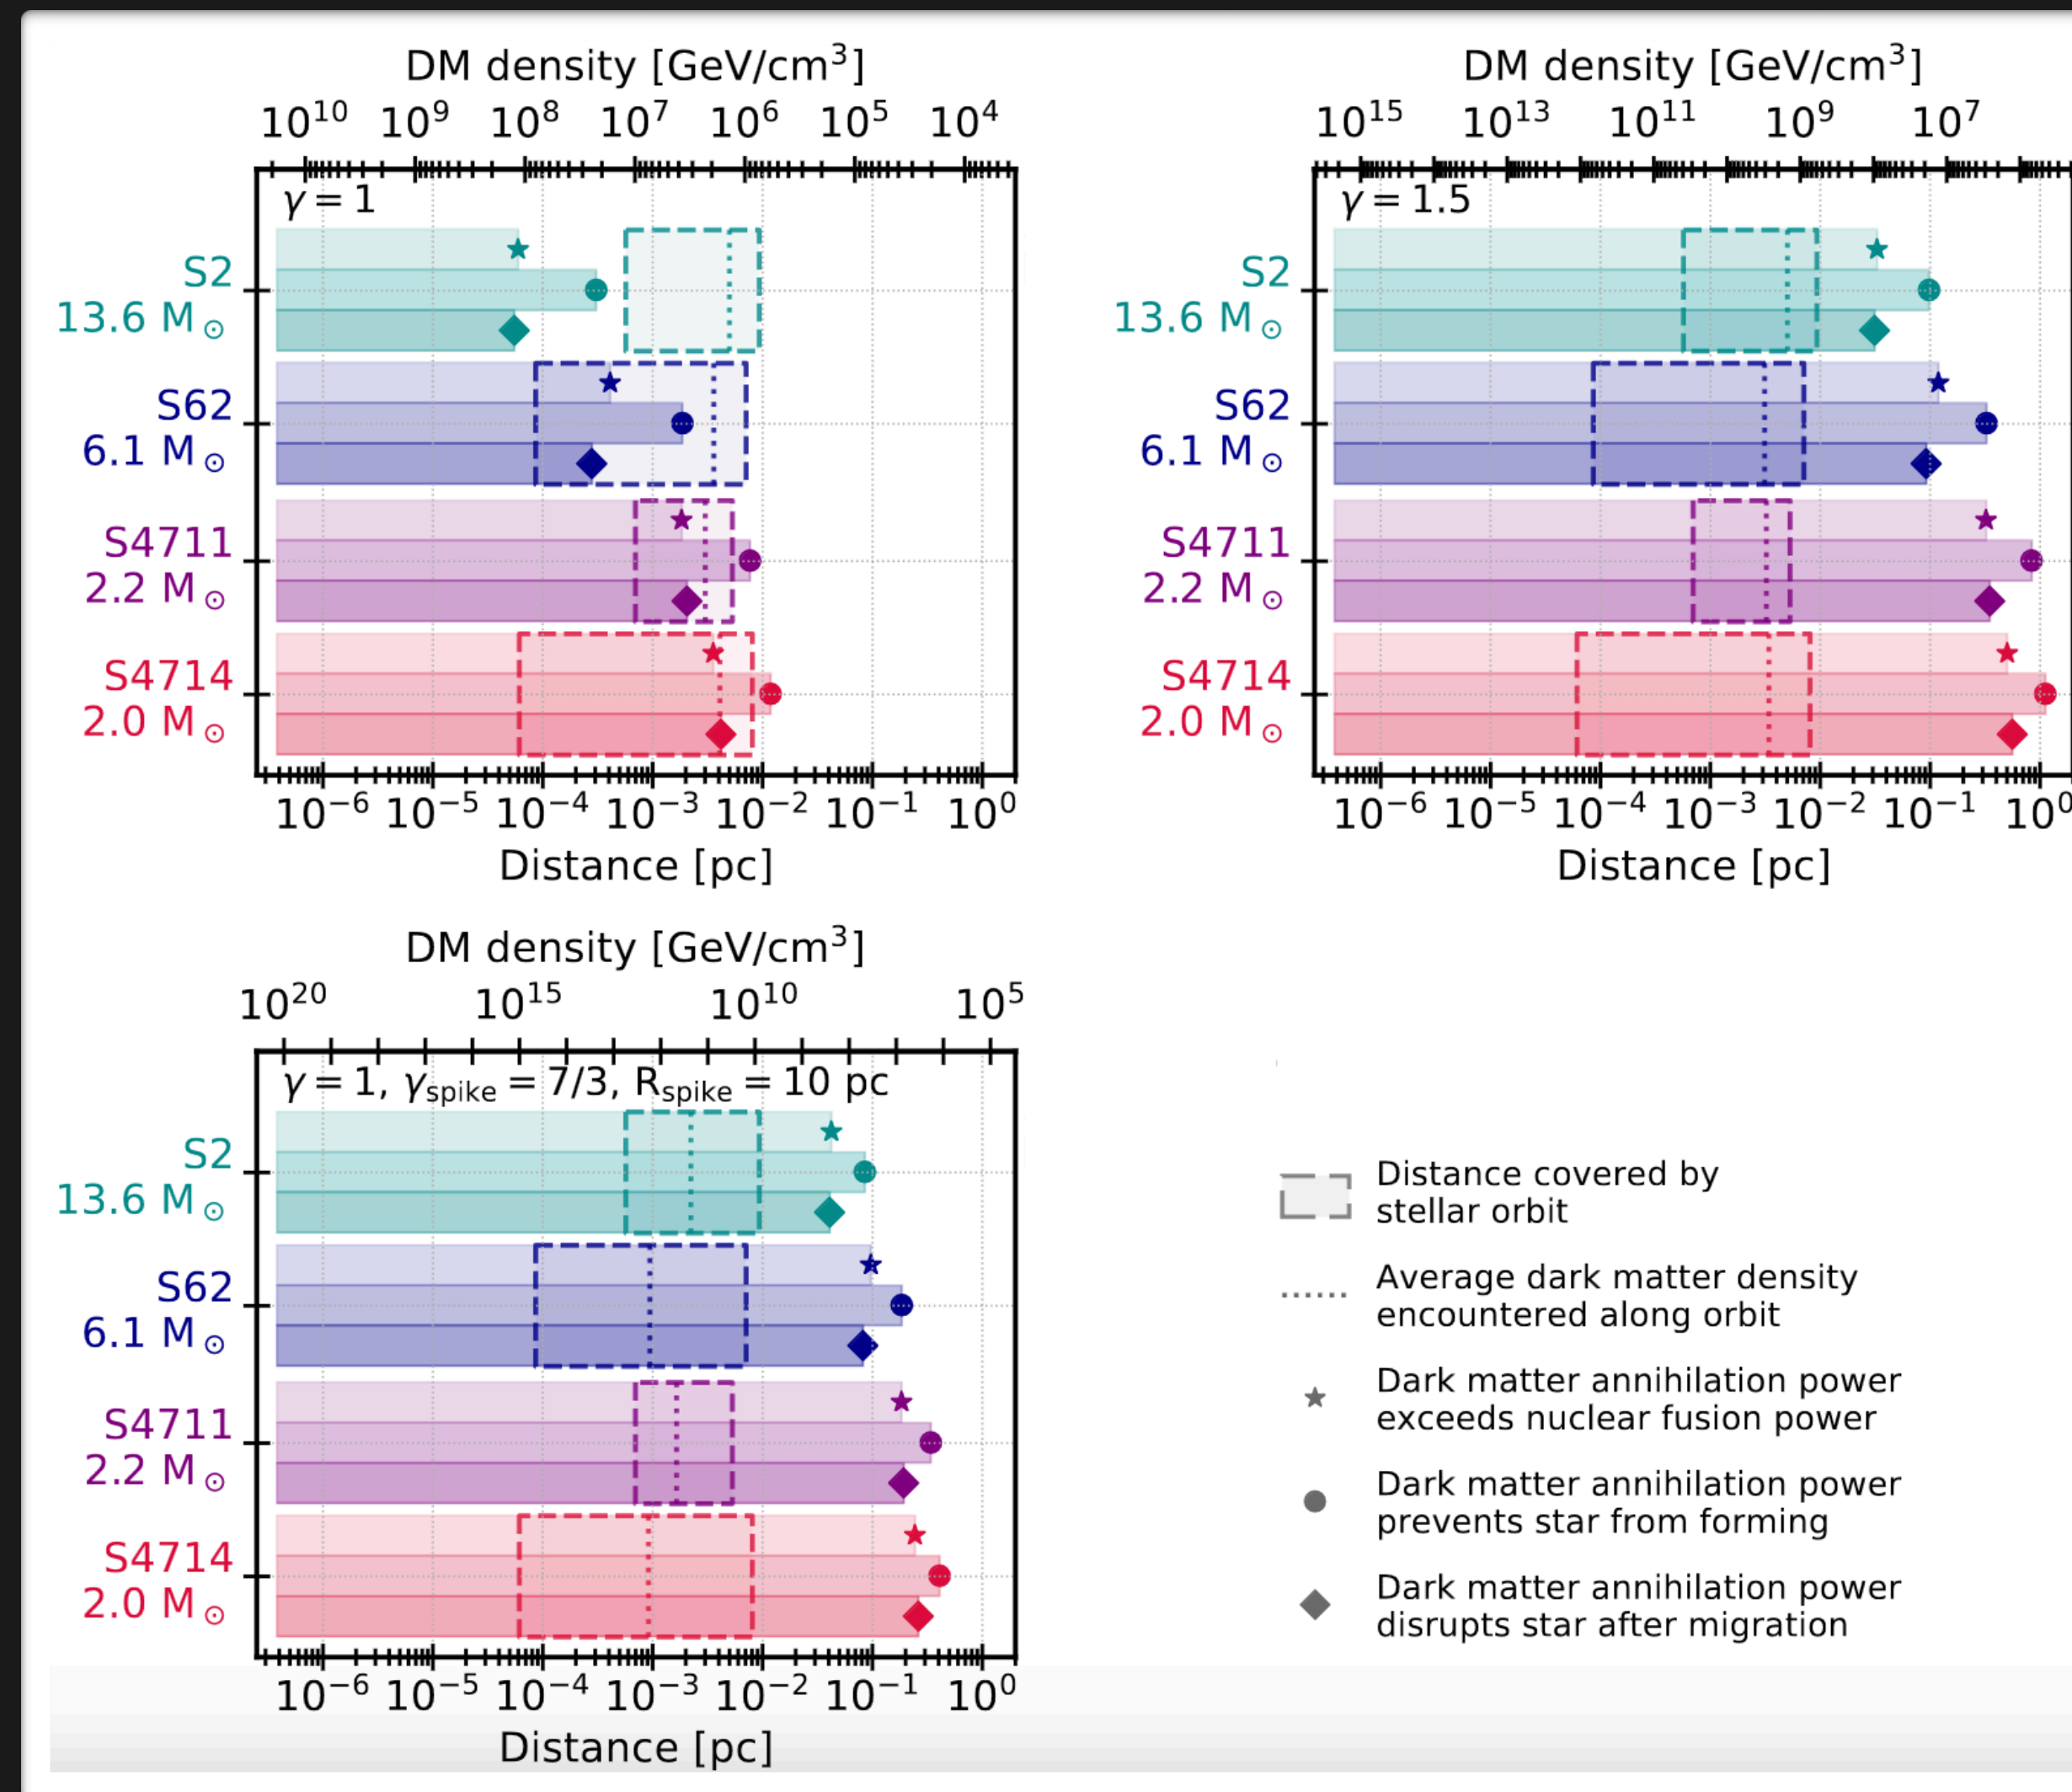 DM density [GeV/cm³]
10¹⁰ 10⁹ 10⁸ 10⁷ 10⁶ 10⁵ 10⁴
γ = 1
S2
13.6 M☉
S62
6.1 M☉
S4711
2.2 M☉
S4714
2.0 M☉
10⁻⁶ 10⁻⁵ 10⁻⁴ 10⁻³ 10⁻² 10⁻¹ 10⁰
Distance [pc]
DM density [GeV/cm³]
10¹⁵ 10¹³ 10¹¹ 10⁹ 10⁷
γ = 1.5
S2
13.6 M☉
S62
6.1 M☉
S4711
2.2 M☉
S4714
2.0 M☉
10⁻⁶ 10⁻⁵ 10⁻⁴ 10⁻³ 10⁻² 10⁻¹ 10⁰
Distance [pc]
DM density [GeV/cm³]
10²⁰ 10¹⁵ 10¹⁰ 10⁵
γ = 1, γspike = 7/3, Rspike = 10 pc
S2
13.6 M☉
S62
6.1 M☉
S4711
2.2 M☉
S4714
2.0 M☉
10⁻⁶ 10⁻⁵ 10⁻⁴ 10⁻³ 10⁻² 10⁻¹ 10⁰
Distance [pc]
Distance covered by
stellar orbit
Average dark matter density
encountered along orbit
Dark matter annihilation power
exceeds nuclear fusion power
Dark matter annihilation power
prevents star from forming
Dark matter annihilation power
disrupts star after migration